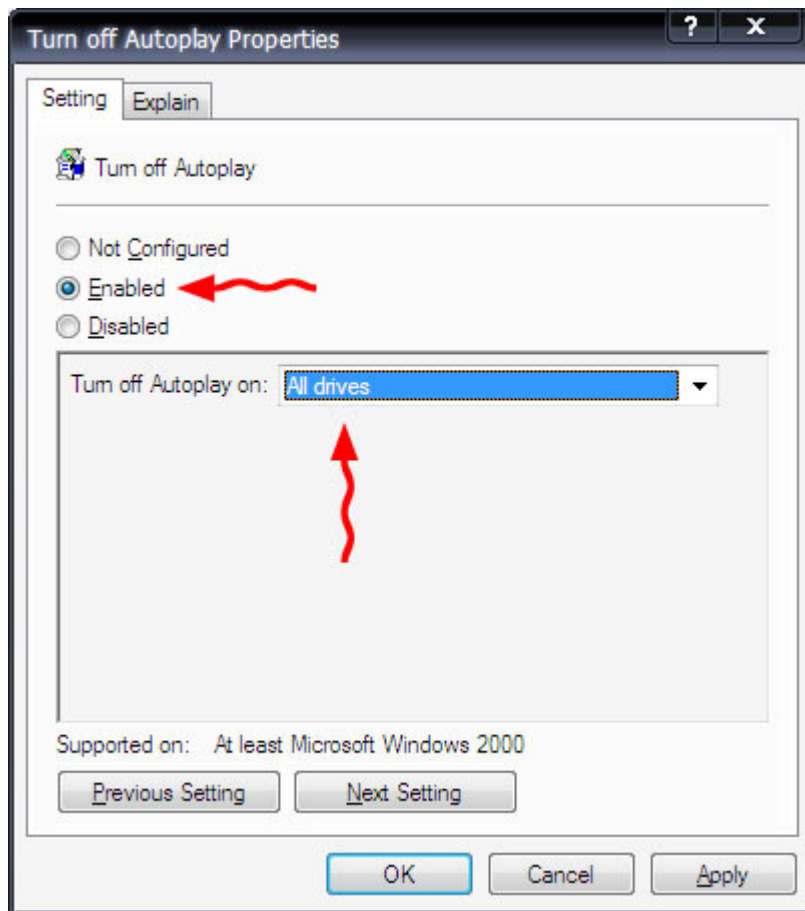 Turn off Autoplay Properties
? X
Setting Explain
Turn off Autoplay
Not Configured
Enabled
Disabled
Turn off Autoplay on: All drives
Supported on: At least Microsoft Windows 2000
Previous Setting Next Setting
OK Cancel Apply